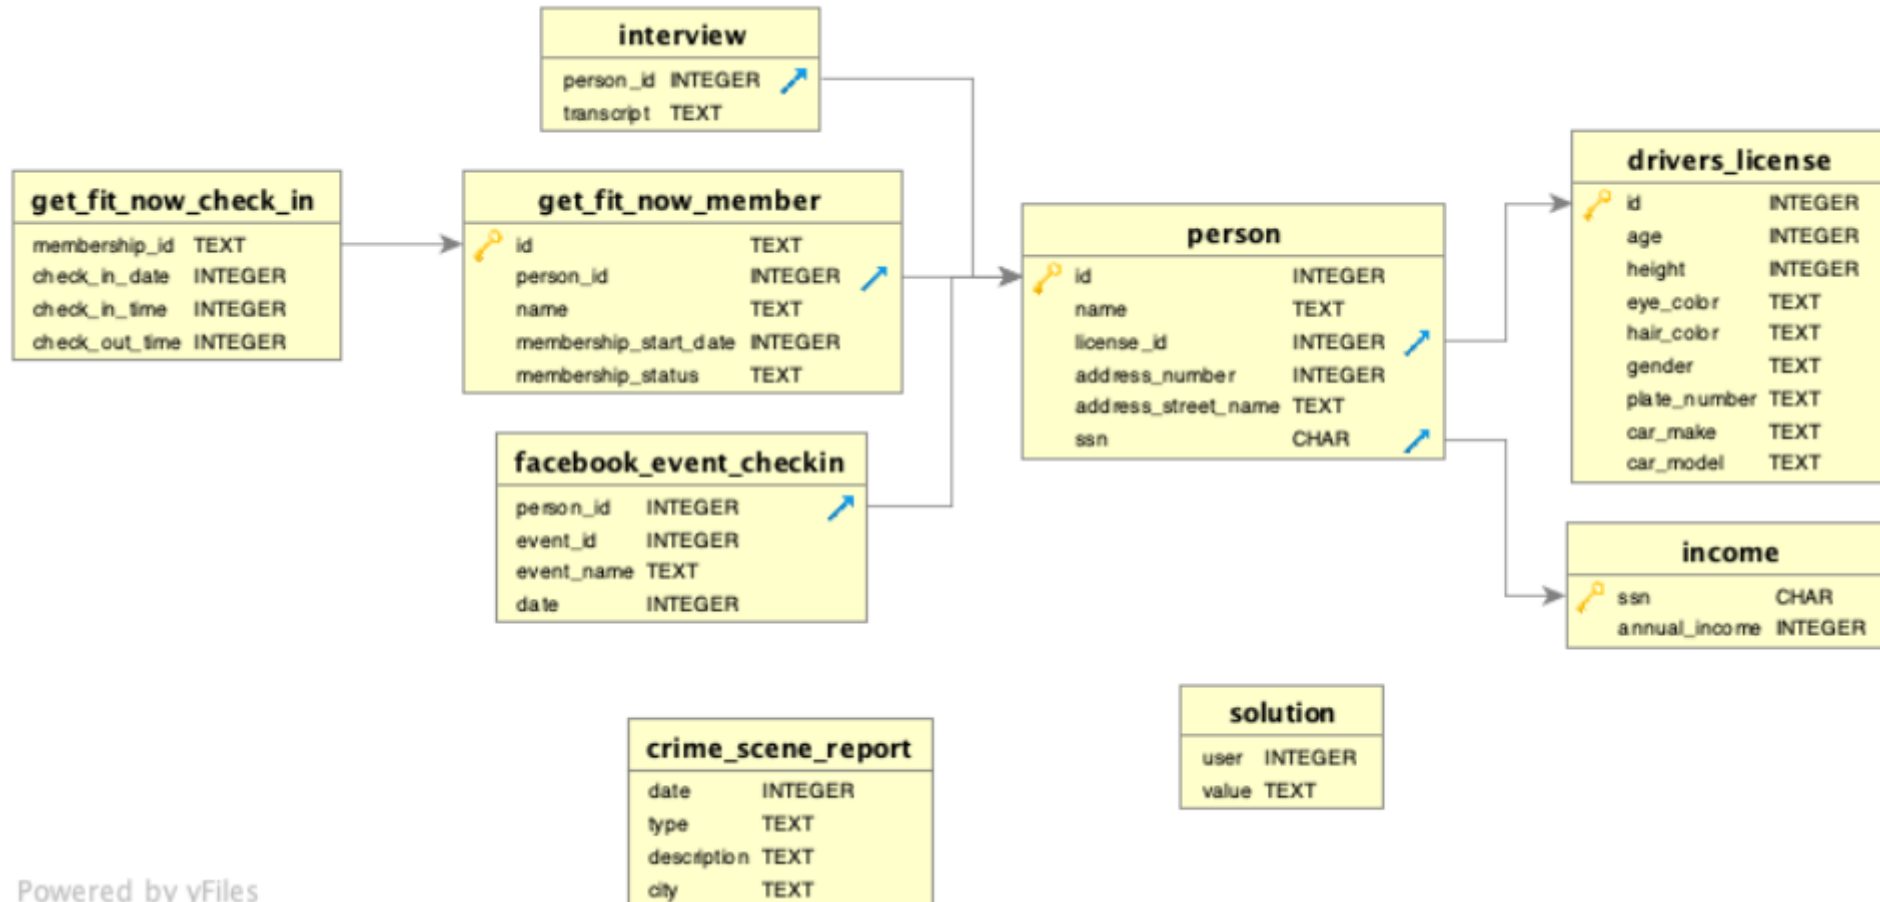 interview
person_id INTEGER
transcript TEXT
get_fit_now_check_in
membership_id TEXT
check_in_date INTEGER
check_in_time INTEGER
check_out_time INTEGER
get_fit_now_member
id TEXT
person_id INTEGER
name TEXT
membership_start_date INTEGER
membership_status TEXT
facebook_event_checkin
person_id INTEGER
event_id INTEGER
event_name TEXT
date INTEGER
person
id INTEGER
name TEXT
license_id INTEGER
address_number INTEGER
address_street_name TEXT
ssn CHAR
drivers_license
id INTEGER
age INTEGER
height INTEGER
eye_color TEXT
hair_color TEXT
gender TEXT
plate_number TEXT
car_make TEXT
car_model TEXT
income
ssn CHAR
annual_income INTEGER
solution
user INTEGER
value TEXT
crime_scene_report
date INTEGER
type TEXT
description TEXT
city TEXT
Powered by yFiles